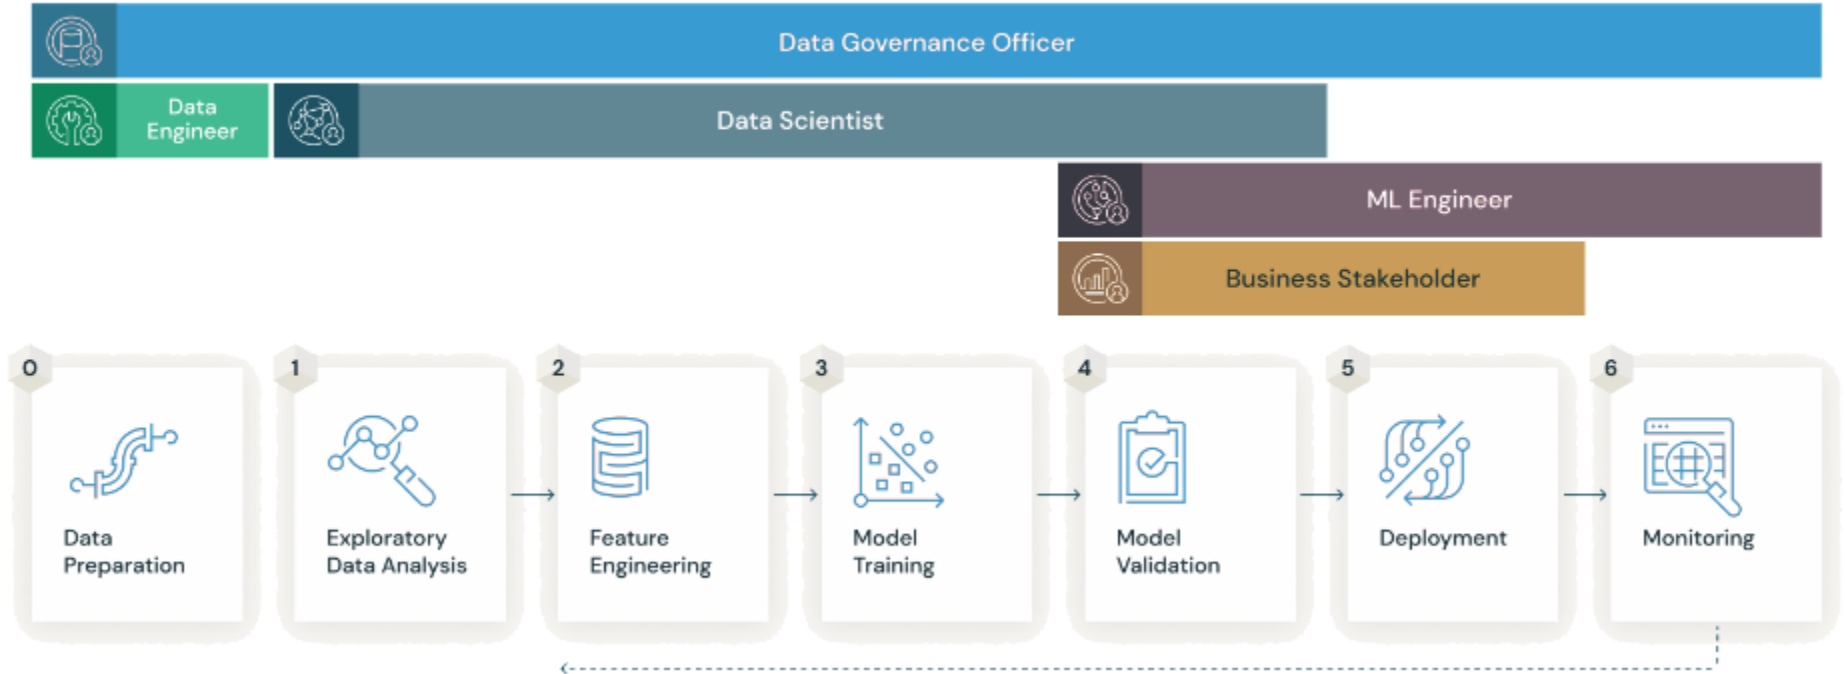 Data Governance Officer
Data
Engineer
Data Scientist
ML Engineer
Business Stakeholder
0
Data
Preparation
1
Exploratory
Data Analysis
2
Feature
Engineering
3
Model
Training
4
Model
Validation
5
Deployment
6
Monitoring